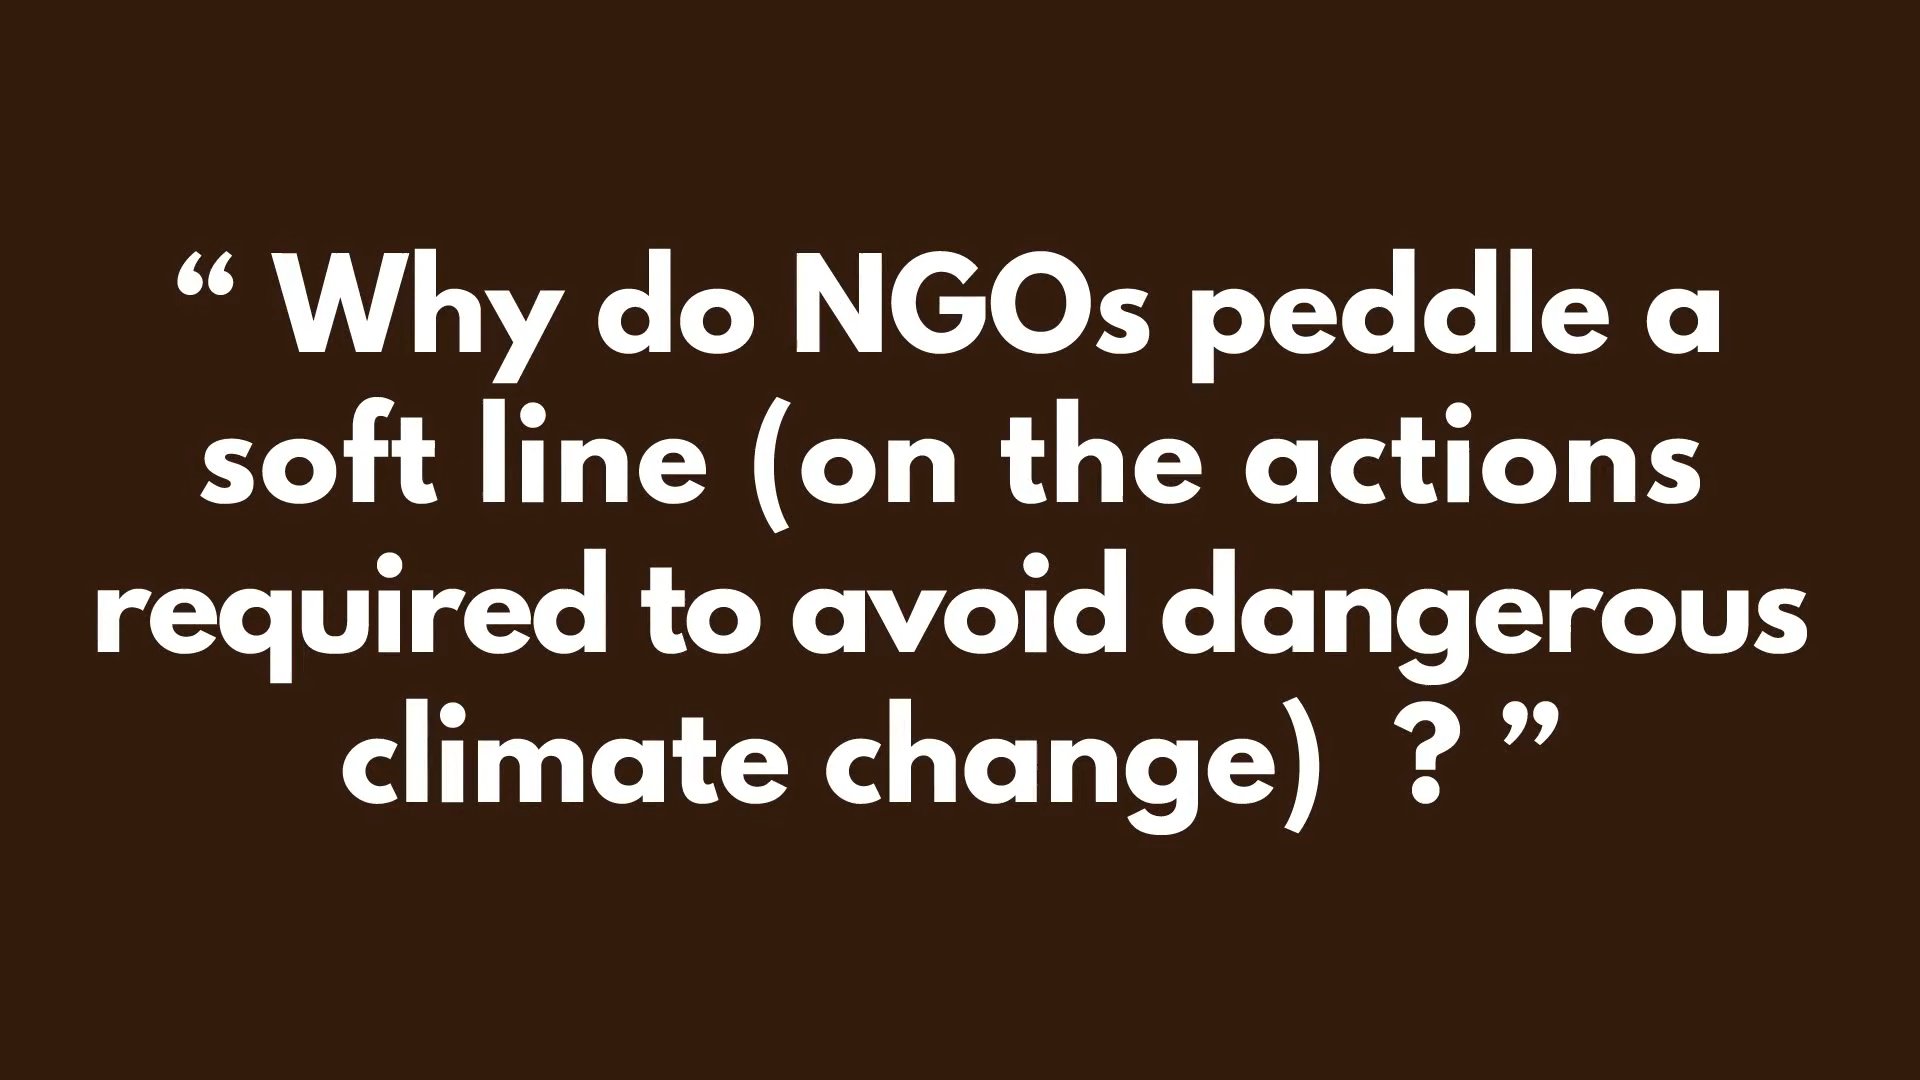 “ Why do NGOs peddle a
soft line (on the actions
required to avoid dangerous
climate change) ? ”